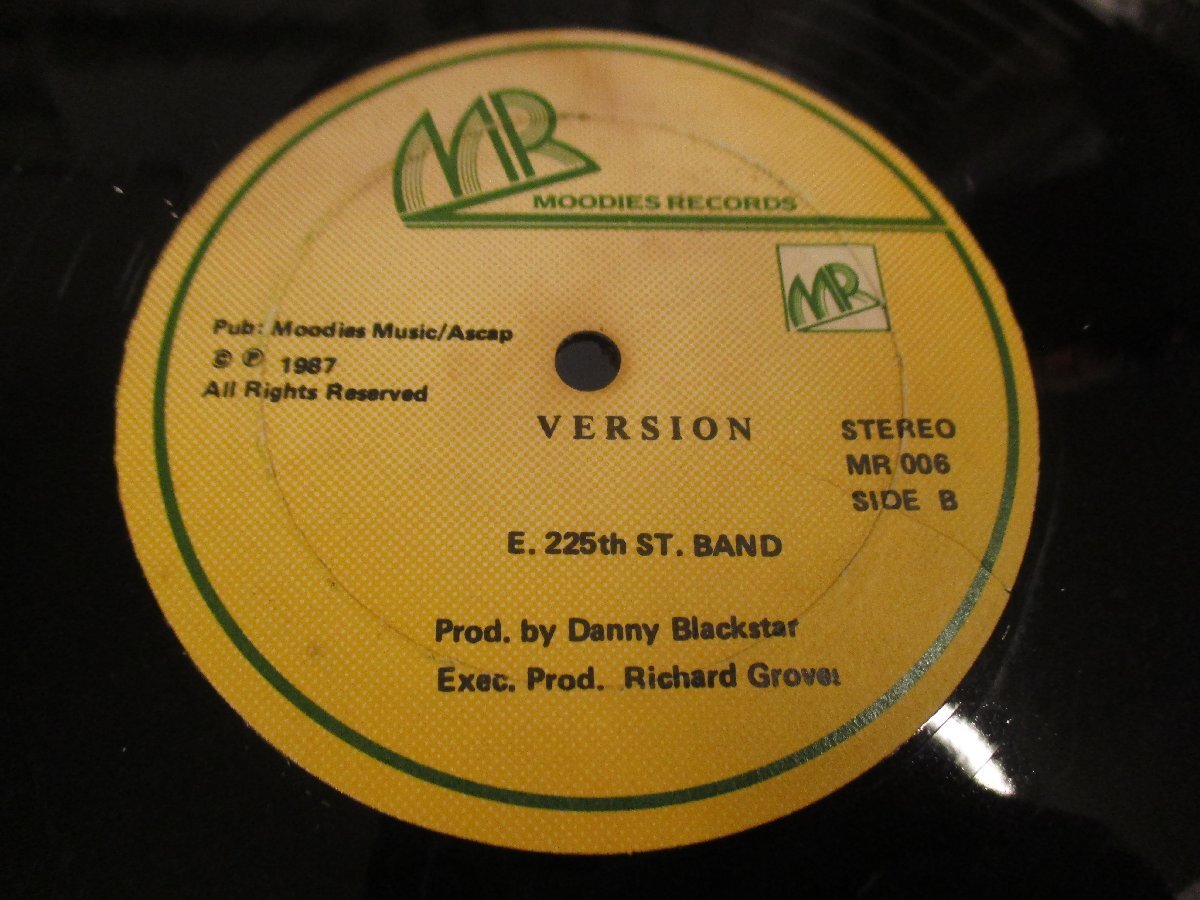 MR
MOODIES RECORDS
MR
Pub: Moodies Music/Ascap
© ℗ 1987
All Rights Reserved
VERSION
STEREO
MR 006
SIDE B
E. 225th ST. BAND
Prod. by Danny Blackstar
Exec. Prod. Richard Grover